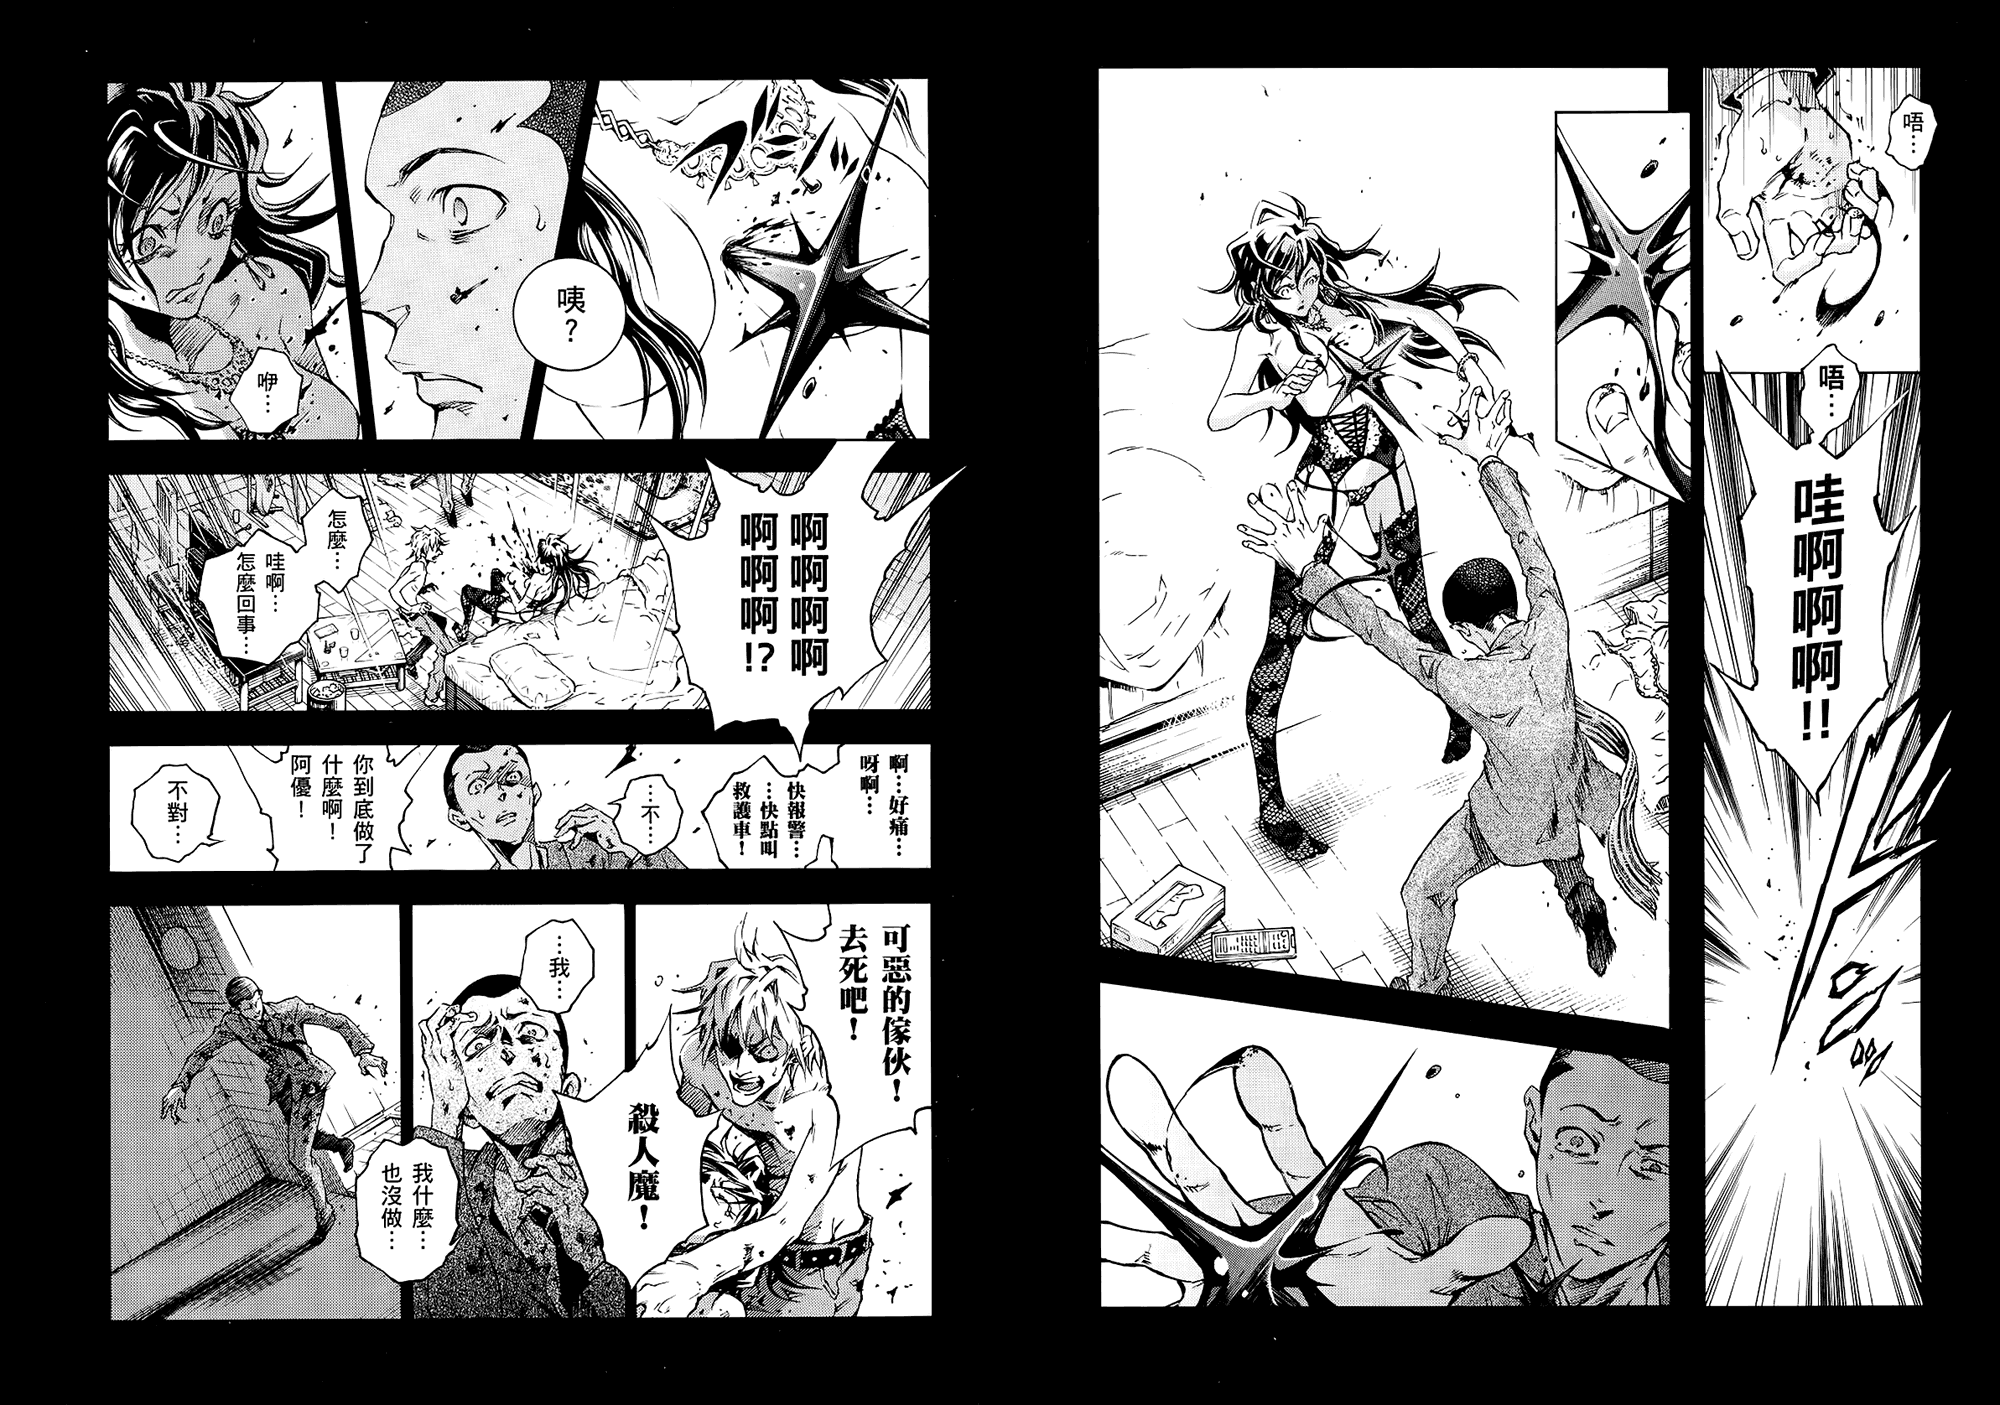 唔…
唔…
哇啊啊啊!!
咦？
咿…
啊啊啊啊
啊啊啊!?
怎麼…
哇啊…
怎麼回事…
啊…好痛…
呀啊…
快報警…
…快點叫
救護車！
…不…
你到底做了
什麼啊！
阿優！
不對…
可惡的傢伙！
去死吧！
殺人魔！
…我…
我什麼…
也沒做…